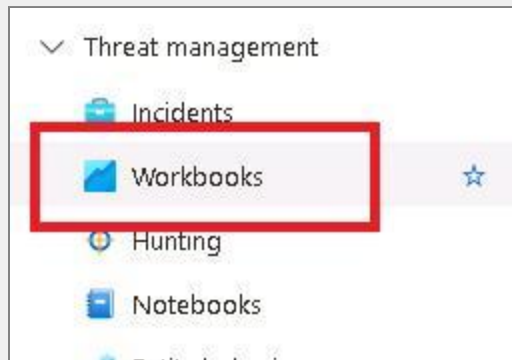 Threat management
Incidents
Workbooks
Hunting
Notebooks